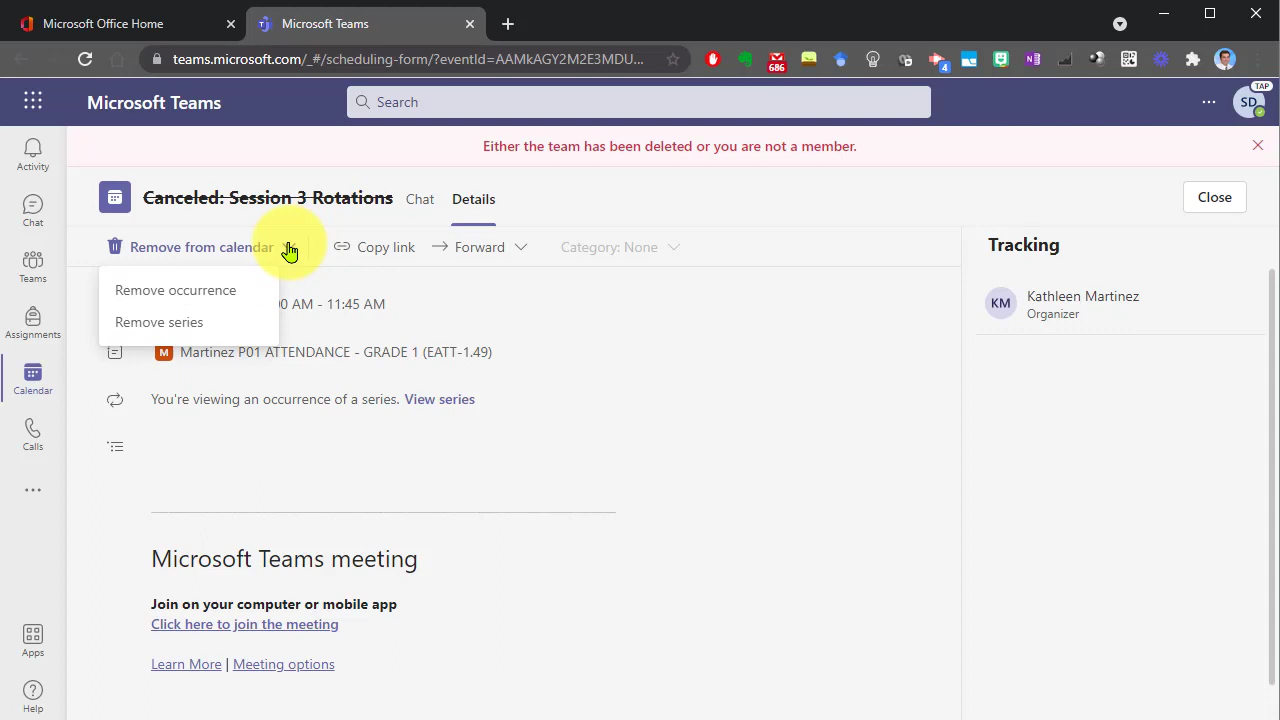 Microsoft Office Home
Microsoft Teams
teams.microsoft.com/_#/scheduling-form/?eventId=AAMkAGY2M2E3MDU...
686
4
Microsoft Teams
Search
TAP
SD
Either the team has been deleted or you are not a member.
Activity
Chat
Teams
Assignments
Calendar
Calls
Apps
Help
Canceled: Session 3 Rotations
Chat
Details
Close
Remove from calendar
Copy link
Forward
Category: None
Remove occurrence
Remove series
AM - 11:45 AM
M
Martinez P01 ATTENDANCE - GRADE 1 (EATT-1.49)
You're viewing an occurrence of a series. View series
Microsoft Teams meeting
Join on your computer or mobile app
Click here to join the meeting
Learn More | Meeting options
Tracking
KM
Kathleen Martinez
Organizer